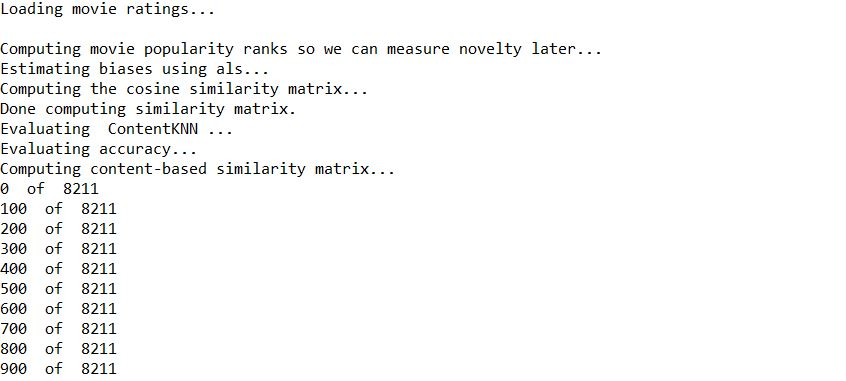 Loading movie ratings...
Computing movie popularity ranks so we can measure novelty later...
Estimating biases using als...
Computing the cosine similarity matrix...
Done computing similarity matrix.
Evaluating  ContentKNN ...
Evaluating accuracy...
Computing content-based similarity matrix...
0  of  8211
100  of  8211
200  of  8211
300  of  8211
400  of  8211
500  of  8211
600  of  8211
700  of  8211
800  of  8211
900  of  8211